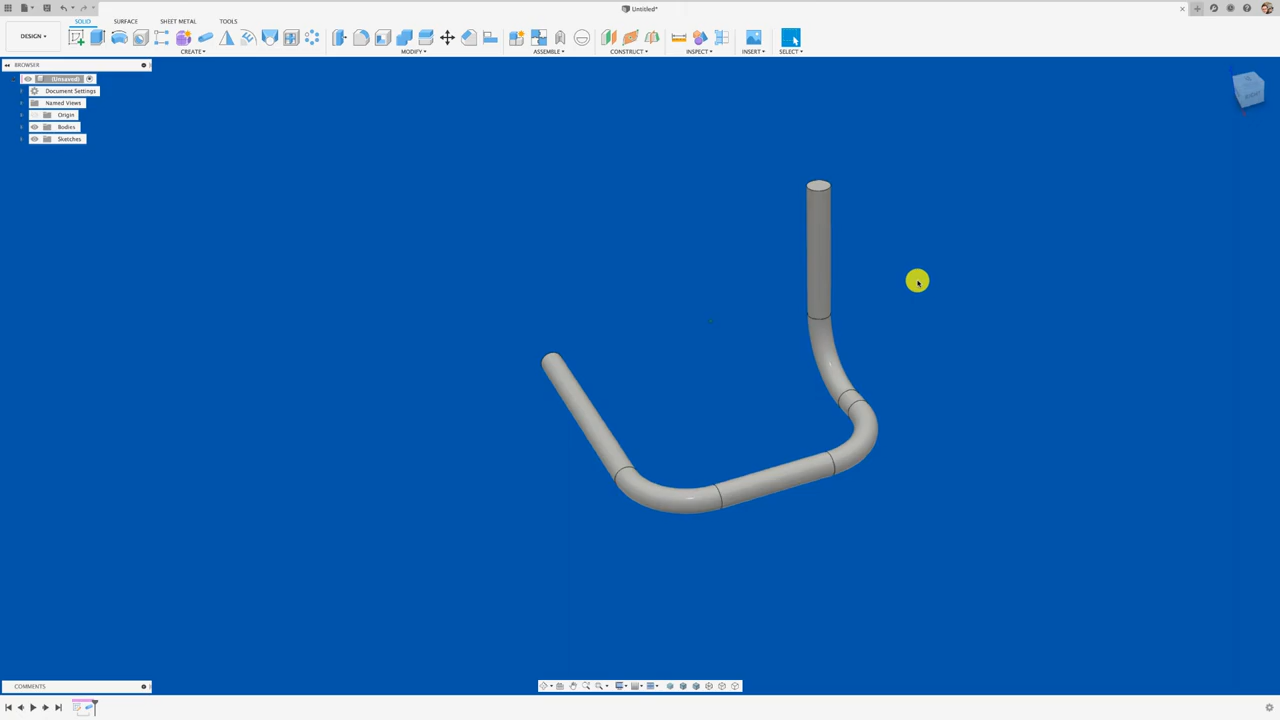 Untitled*
SOLID SURFACE SHEET METAL TOOLS
DESIGN
CREATE MODIFY ASSEMBLE CONSTRUCT INSPECT INSERT SELECT
BROWSER
(Unsaved)
Document Settings
Named Views
Origin
Bodies
Sketches
COMMENTS